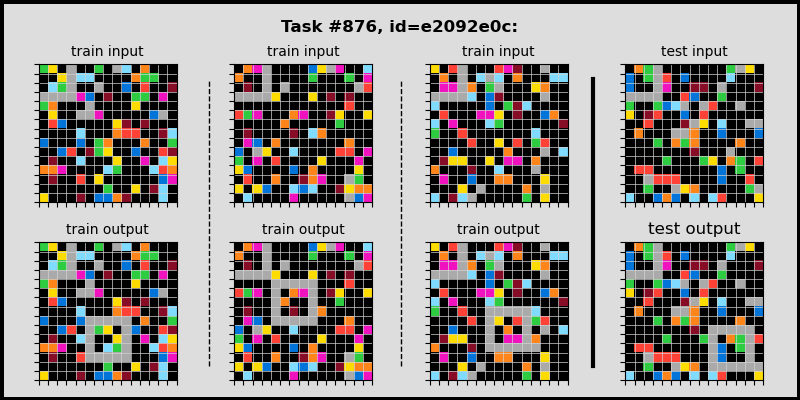 Task #876, id=e2092e0c:
train input train input train input test input
train output train output train output test output